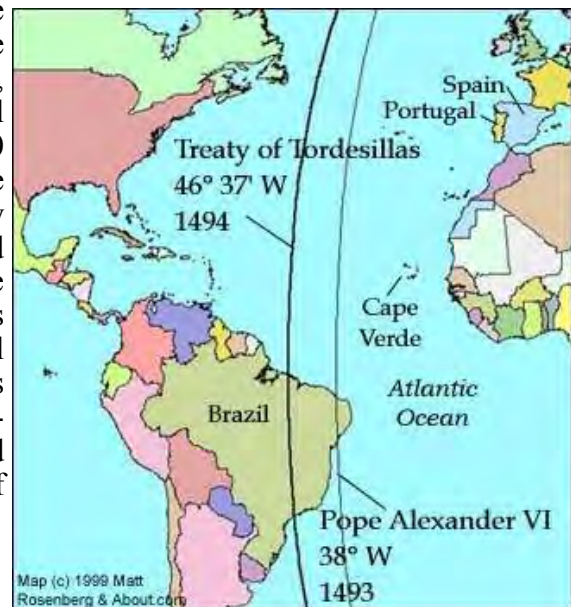 Spain
Portugal
Treaty of Tordesillas
46° 37' W
1494
Cape
Verde
Atlantic
Ocean
Brazil
Pope Alexander VI
38° W
1493
Map (c) 1999 Matt
Rosenberg & About.com